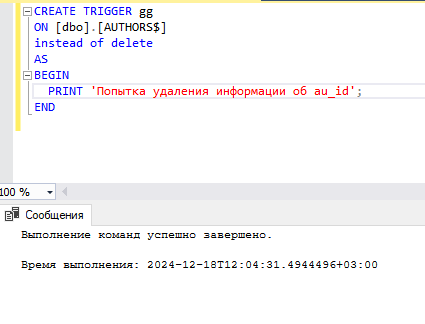 CREATE TRIGGER gg
ON [dbo].[AUTHORS$]
instead of delete
AS
BEGIN
PRINT 'Попытка удаления информации об au_id';
END
100 %
Сообщения
Выполнение команд успешно завершено.
Время выполнения: 2024-12-18T12:04:31.4944496+03:00